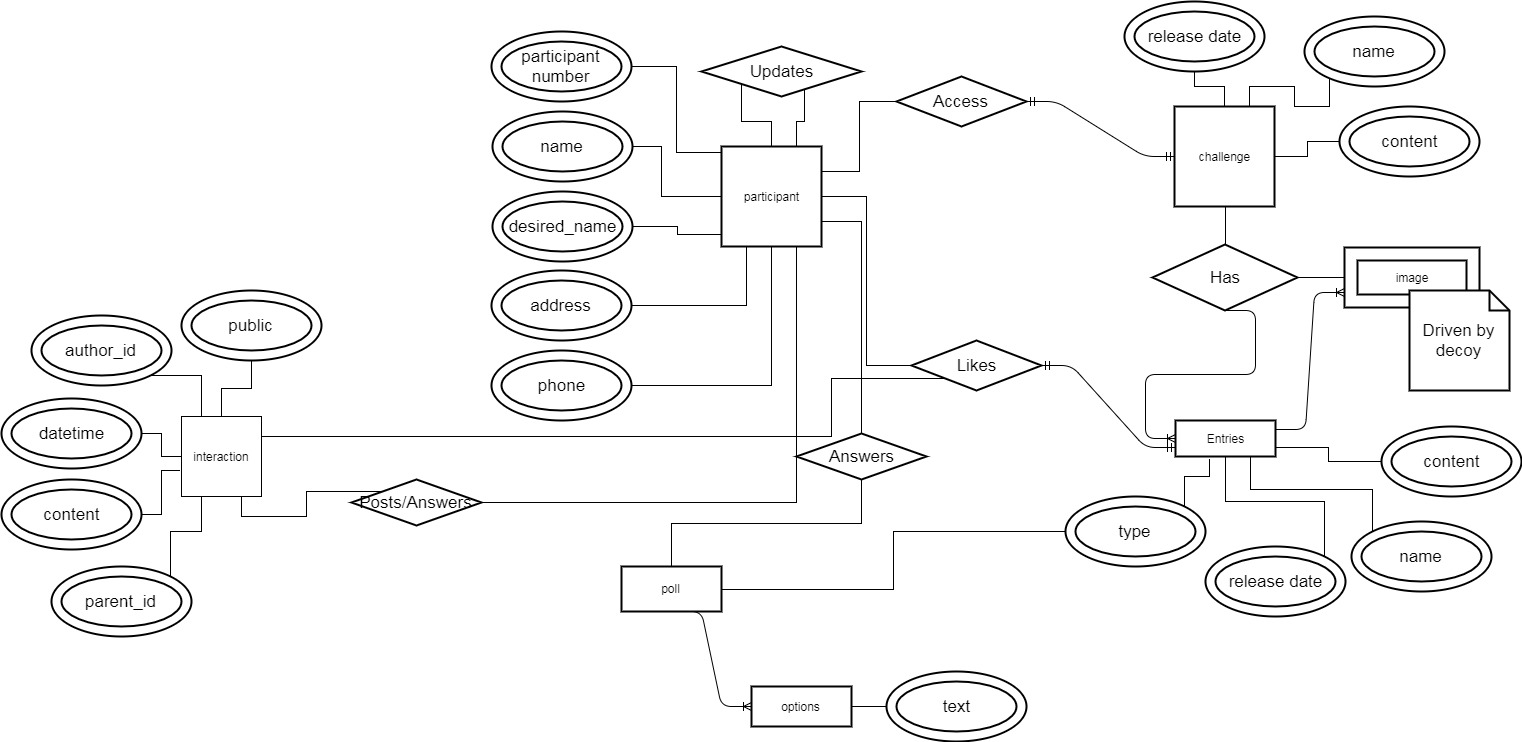 release date
name
participant
number
Updates
Access
content
name
challenge
participant
desired_name
Has
image
address
public
Driven by
decoy
author_id
Likes
phone
datetime
Entries
interaction
Answers
content
Posts/Answers
content
type
name
release date
poll
parent_id
options
text